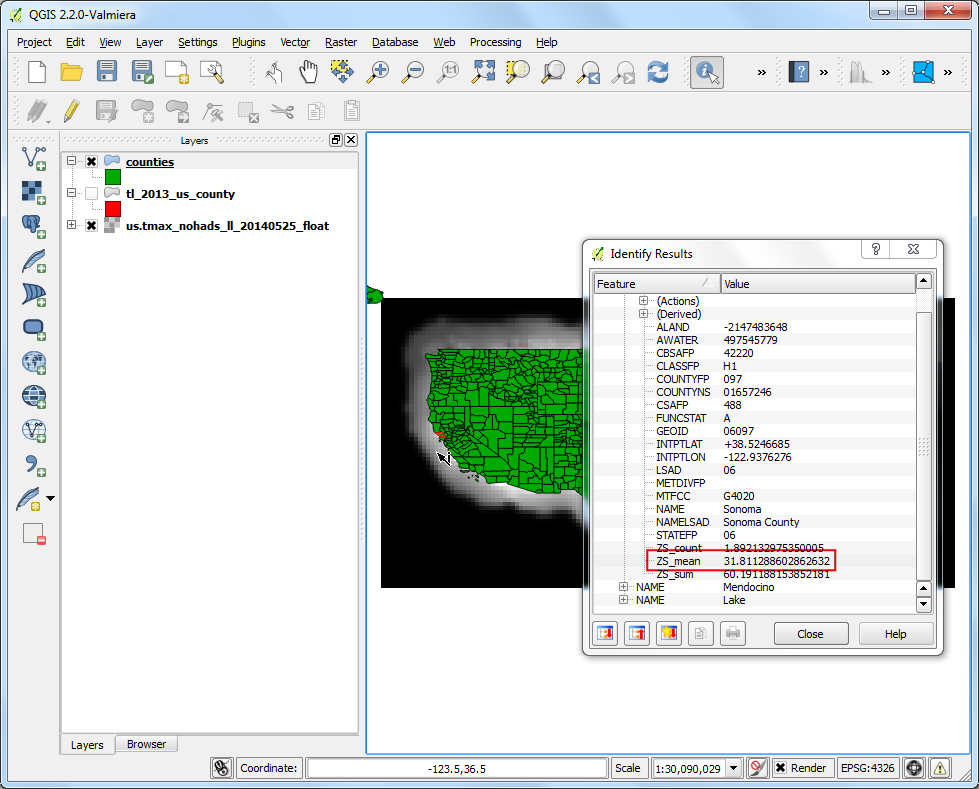 QGIS 2.2.0-Valmiera
Project Edit View Layer Settings Plugins Vector Raster Database Web Processing Help
Layers
counties
tl_2013_us_county
us.tmax_nohads_ll_20140525_float
Identify Results
Feature Value
(Actions)
(Derived)
ALAND -2147483648
AWATER 497545779
CBSAFP 42220
CLASSFP H1
COUNTYFP 097
COUNTYNS 01657246
CSAFP 488
FUNCSTAT A
GEOID 06097
INTPTLAT +38.5246685
INTPTLON -122.9376276
LSAD 06
METDIVFP
MTFCC G4020
NAME Sonoma
NAMELSAD Sonoma County
STATEFP 06
ZS_count 1.892132975350005
ZS_mean 31.811288602862632
ZS_sum 60.191188153852181
NAME Mendocino
NAME Lake
Close Help
Layers Browser
Coordinate: -123.5,36.5 Scale 1:30,090,029 Render EPSG:4326